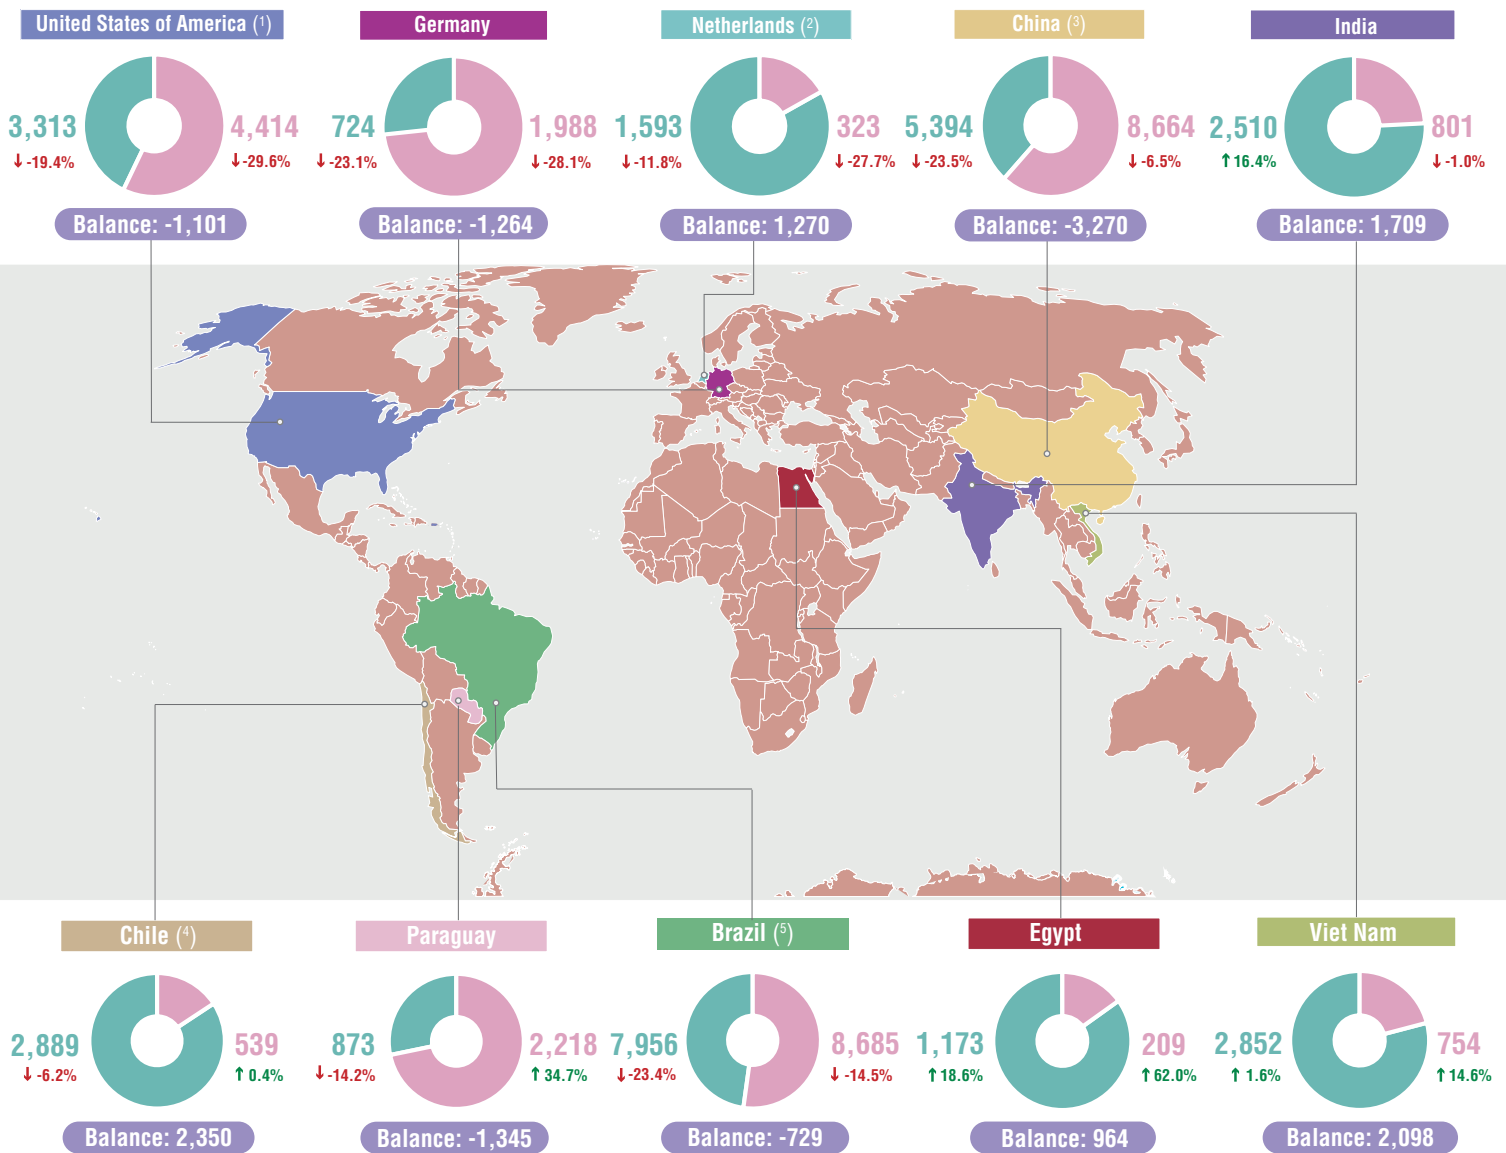 United States of America (¹)
Germany
Netherlands (²)
China (³)
India
3,313
4,414
↓ -19.4%
↓ -29.6%
724
1,988
↓ -23.1%
↓ -28.1%
1,593
323
↓ -11.8%
↓ -27.7%
5,394
8,664
↓ -23.5%
↓ -6.5%
2,510
801
↑ 16.4%
↓ -1.0%
Balance: -1,101
Balance: -1,264
Balance: 1,270
Balance: -3,270
Balance: 1,709
Chile (⁴)
Paraguay
Brazil (⁵)
Egypt
Viet Nam
2,889
539
↓ -6.2%
↑ 0.4%
873
2,218
↓ -14.2%
↑ 34.7%
7,956
8,685
↓ -23.4%
↓ -14.5%
1,173
209
↑ 18.6%
↑ 62.0%
2,852
754
↑ 1.6%
↑ 14.6%
Balance: 2,350
Balance: -1,345
Balance: -729
Balance: 964
Balance: 2,098